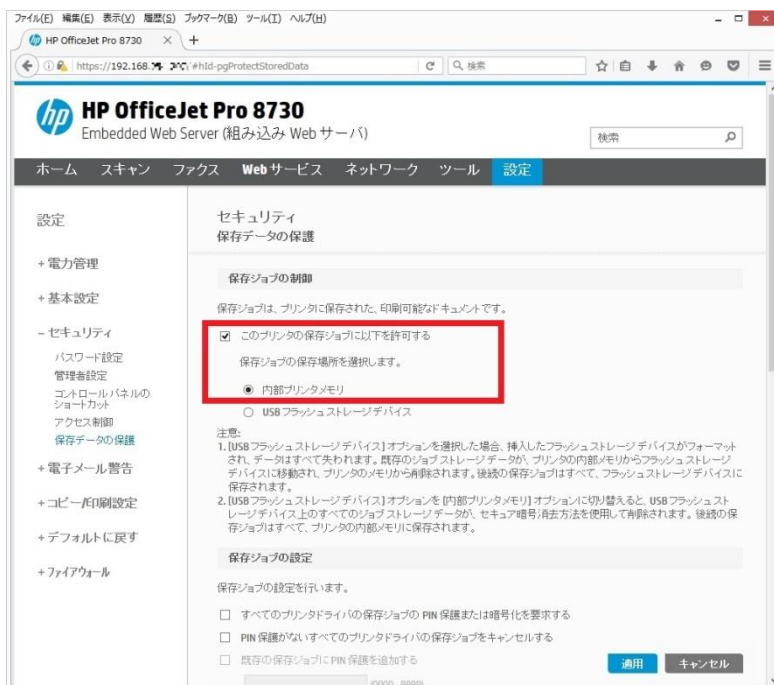 ファイル(F) 編集(E) 表示(V) 履歴(S) ブックマーク(B) ツール(T) ヘルプ(H)
HP OfficeJet Pro 8730
https://192.168.
#hId-pgProtectStoredData
検索
hp
HP OfficeJet Pro 8730
Embedded Web Server (組み込み Web サーバ)
検索
ホーム スキャン ファクス Web サービス ネットワーク ツール 設定
設定
+ 電力管理
+ 基本設定
- セキュリティ
パスワード設定
管理者設定
コントロール パネルの
ショートカット
アクセス制御
保存データの保護
+ 電子メール警告
+ コピー/印刷設定
+ デフォルトに戻す
+ ファイアウォール
セキュリティ
保存データの保護
保存ジョブの制御
保存ジョブは、プリンタに保存された、印刷可能なドキュメントです。
このプリンタの保存ジョブに以下を許可する
保存ジョブの保存場所を選択します。
内部プリンタメモリ
USB フラッシュ ストレージ デバイス
注意:
1. [USB フラッシュ ストレージ デバイス] オプションを選択した場合、挿入したフラッシュ ストレージ デバイスがフォーマット
され、データはすべて失われます。既存のジョブ ストレージ データが、プリンタの内部メモリからフラッシュ ストレージ
デバイスに移動され、プリンタのメモリから削除されます。後続の保存ジョブはすべて、フラッシュ ストレージ デバイスに
保存されます。
2. [USB フラッシュ ストレージ デバイス] オプションを [内部プリンタメモリ] オプションに切り替えると、USB フラッシュ スト
レージ デバイス上のすべてのジョブ ストレージ データが、セキュア暗号消去方法を使用して削除されます。後続の保
存ジョブはすべて、プリンタの内部メモリに保存されます。
保存ジョブの設定
保存ジョブの設定を行います。
すべてのプリンタドライバの保存ジョブの PIN 保護または暗号化を要求する
PIN 保護がないすべてのプリンタドライバの保存ジョブをキャンセルする
既存の保存ジョブに PIN 保護を追加する
適用 キャンセル